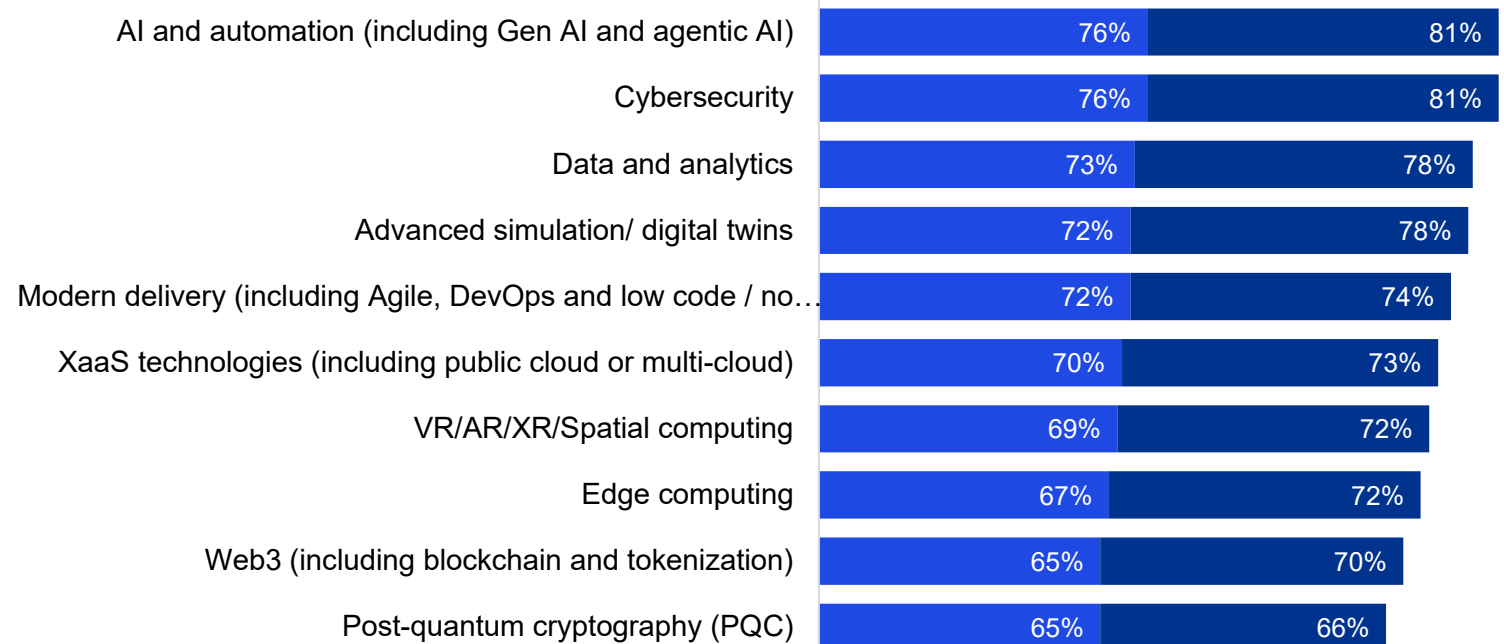 AI and automation (including Gen AI and agentic AI) 76% 81%
Cybersecurity 76% 81%
Data and analytics 73% 78%
Advanced simulation/ digital twins 72% 78%
Modern delivery (including Agile, DevOps and low code / no… 72% 74%
XaaS technologies (including public cloud or multi-cloud) 70% 73%
VR/AR/XR/Spatial computing 69% 72%
Edge computing 67% 72%
Web3 (including blockchain and tokenization) 65% 70%
Post-quantum cryptography (PQC) 65% 66%